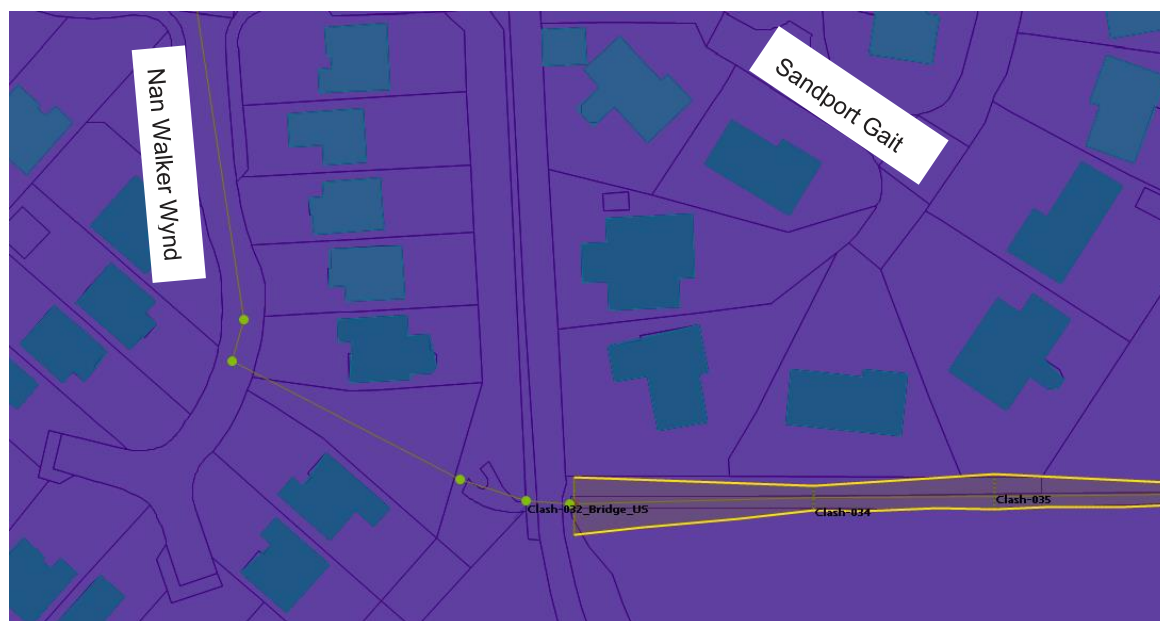 Nan Walker Wynd
Sandport Gait
Clash-035
Clash-032_Bridge_US
Clash-034